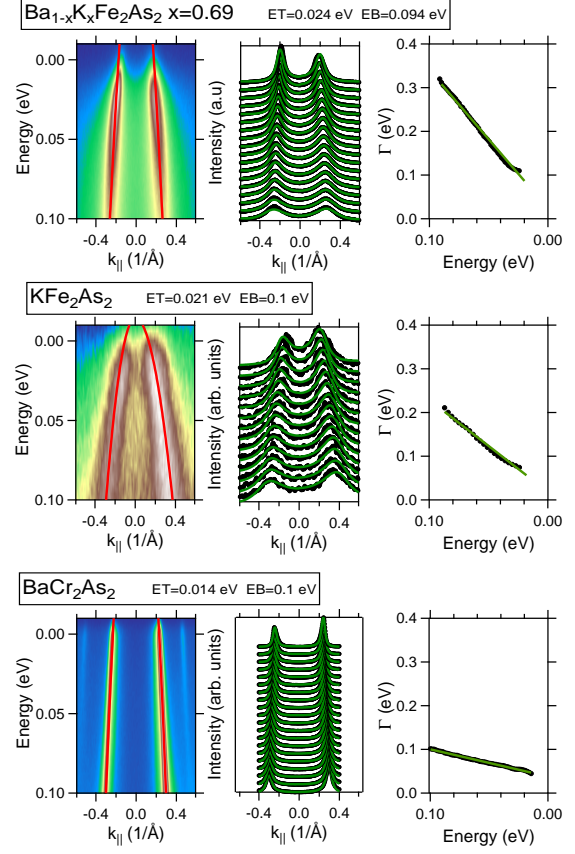 Ba1-xKxFe2As2 x=0.69 ET=0.024 eV EB=0.094 eV
Energy (eV)
0.00
0.05
0.10
-0.4 0.0 0.4
k|| (1/Å)
Intensity (a.u)
-0.4 0.0 0.4
k|| (1/Å)
Γ (eV)
0.4
0.3
0.2
0.1
0.0
0.10 0.00
Energy (eV)
KFe2As2 ET=0.021 eV EB=0.1 eV
Energy (eV)
0.00
0.05
0.10
-0.4 0.0 0.4
k|| (1/Å)
Intensity (arb. units)
-0.4 0.0 0.4
k|| (1/Å)
Γ (eV)
0.4
0.3
0.2
0.1
0.0
0.10 0.00
Energy (eV)
BaCr2As2 ET=0.014 eV EB=0.1 eV
Energy (eV)
0.00
0.05
0.10
-0.4 0.0 0.4
k|| (1/Å)
Intensity (arb. units)
-0.4 0.0 0.4
k|| (1/Å)
Γ (eV)
0.4
0.3
0.2
0.1
0.0
0.10 0.00
Energy (eV)